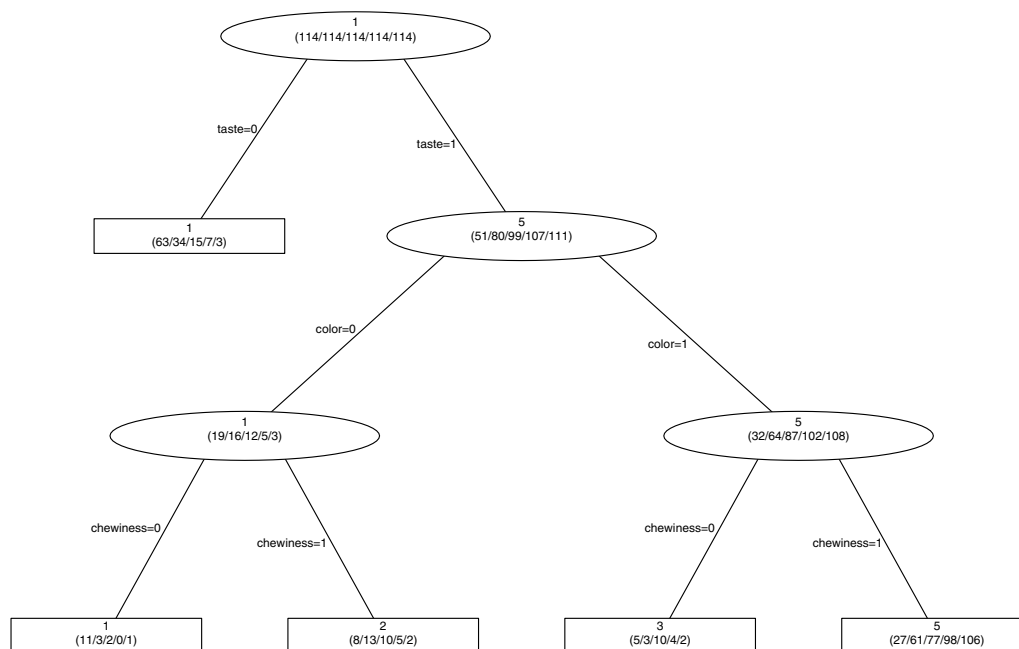 1
(114/114/114/114/114)
taste=0
taste=1
1
(63/34/15/7/3)
5
(51/80/99/107/111)
color=0
color=1
1
(19/16/12/5/3)
5
(32/64/87/102/108)
chewiness=0
chewiness=1
chewiness=0
chewiness=1
1
(11/3/2/0/1)
2
(8/13/10/5/2)
3
(5/3/10/4/2)
5
(27/61/77/98/106)